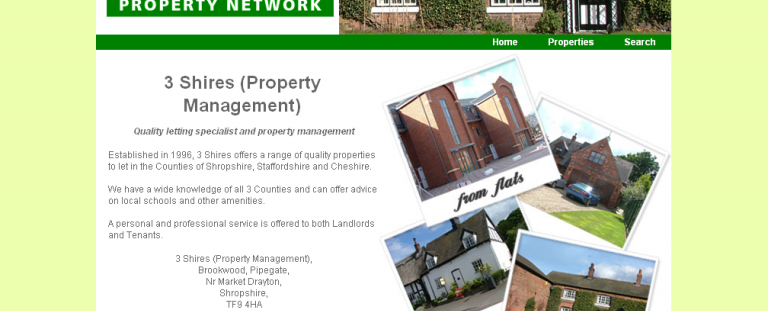 PROPERTY NETWORK
Home Properties Search
3 Shires (Property
Management)
Quality letting specialist and property management
Established in 1996, 3 Shires offers a range of quality properties
to let in the Counties of Shropshire, Staffordshire and Cheshire.
We have a wide knowledge of all 3 Counties and can offer advice
on local schools and other amenities.
A personal and professional service is offered to both Landlords
and Tenants.
3 Shires (Property Management),
Brookwood, Pipegate,
Nr Market Drayton,
Shropshire,
TF9 4HA
from flats